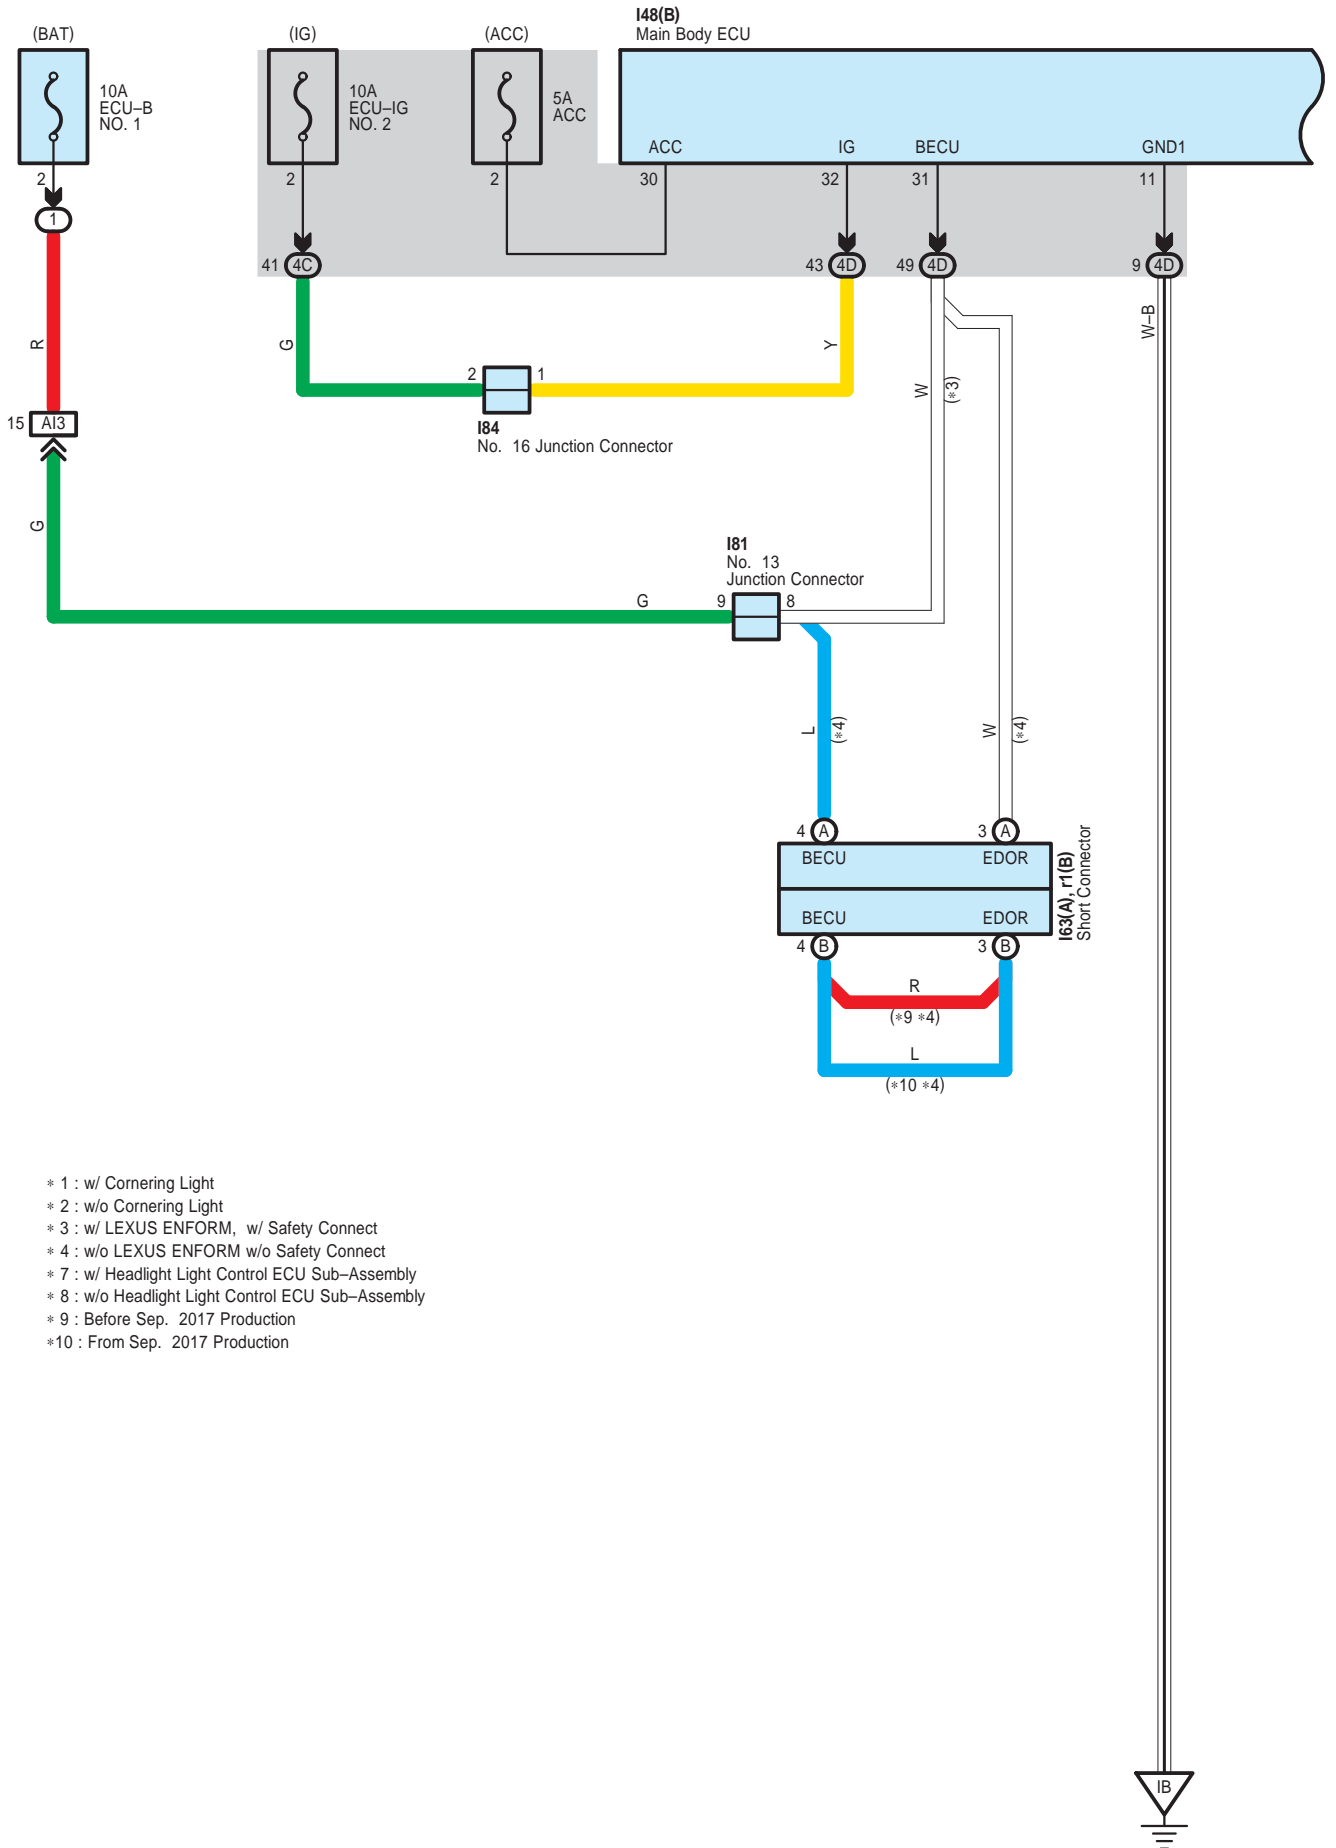 I48(B)
Main Body ECU
(BAT)
(IG)
(ACC)
10A
ECU–B
NO. 1
10A
ECU–IG
NO. 2
5A
ACC
ACC
IG
BECU
GND1
2
2
2
30
32
31
11
1
41
4C
43
4D
49
4D
9
4D
R
G
Y
W
(∗3)
W–B
2
1
15
AI3
I84
No. 16 Junction Connector
G
I81
No. 13
Junction Connector
G
9
8
L
(∗4)
W
(∗4)
4
A
3
A
BECU
EDOR
I63(A), r1(B)
Short Connector
BECU
EDOR
4
B
3
B
R
(∗9 ∗4)
L
(∗10 ∗4)
∗ 1 : w/ Cornering Light
∗ 2 : w/o Cornering Light
∗ 3 : w/ LEXUS ENFORM, w/ Safety Connect
∗ 4 : w/o LEXUS ENFORM w/o Safety Connect
∗ 7 : w/ Headlight Light Control ECU Sub–Assembly
∗ 8 : w/o Headlight Light Control ECU Sub–Assembly
∗ 9 : Before Sep. 2017 Production
∗10 : From Sep. 2017 Production
IB